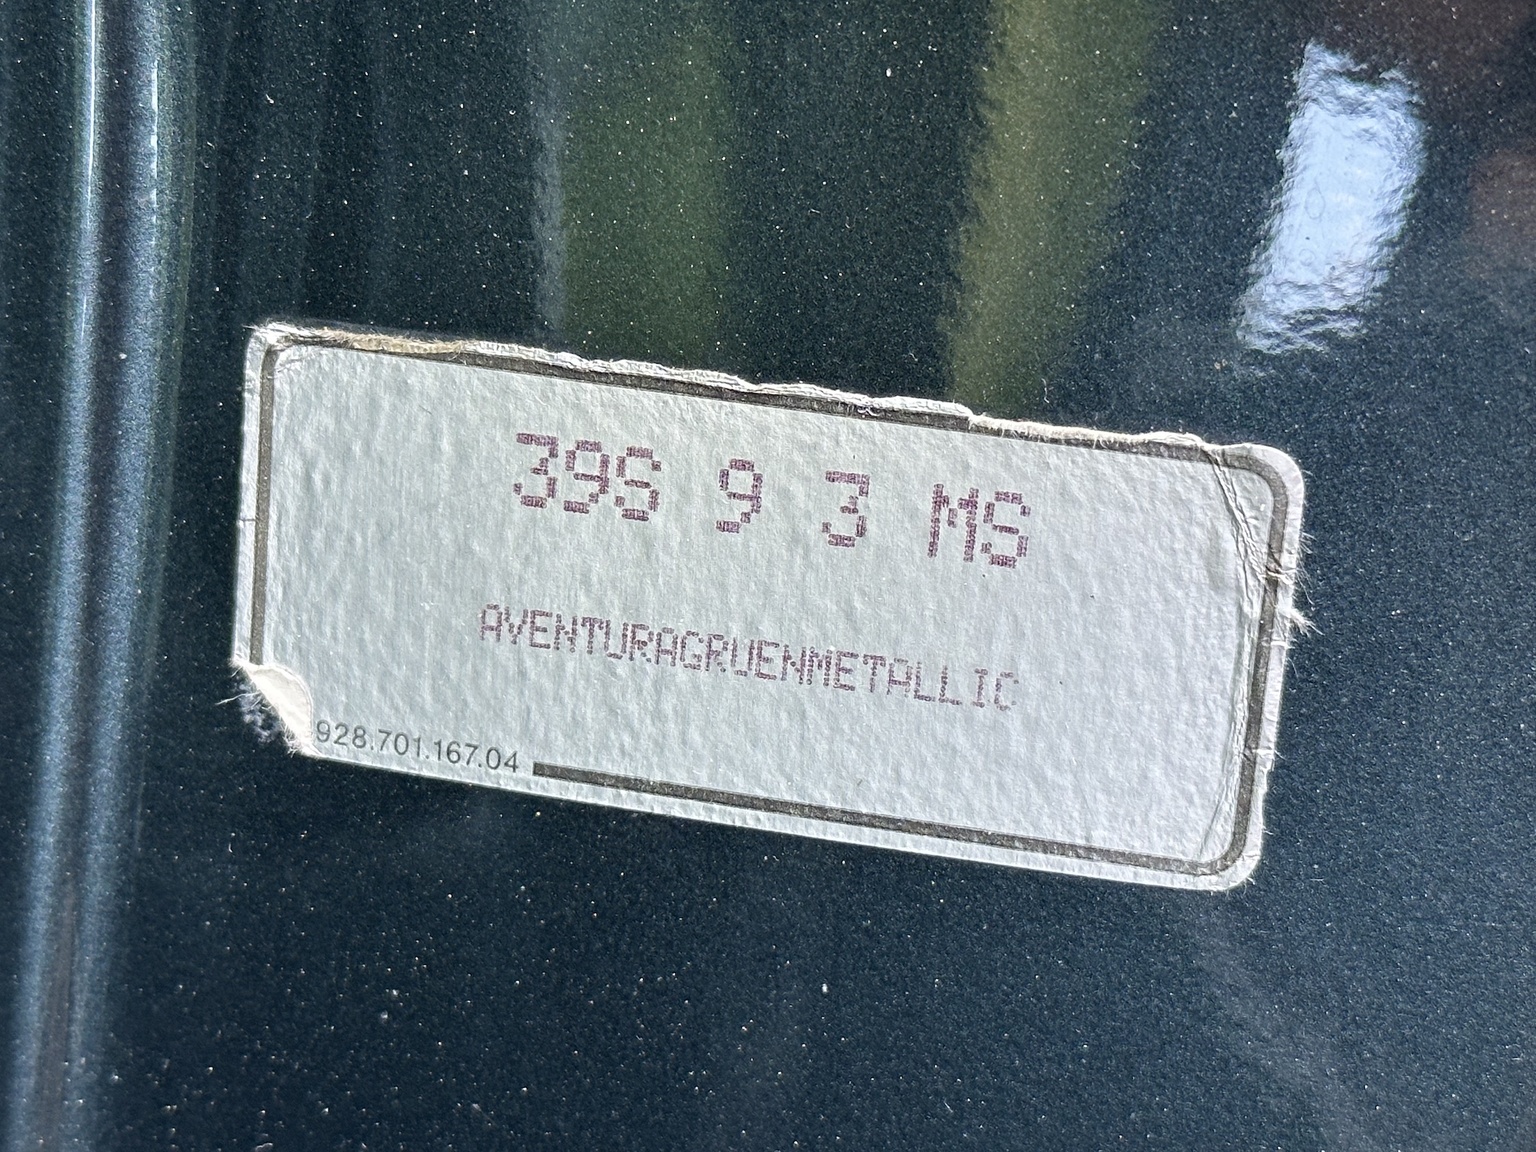 39S 9 3 MS
AVENTURAGRUENMETALLIC
928.701.167.04